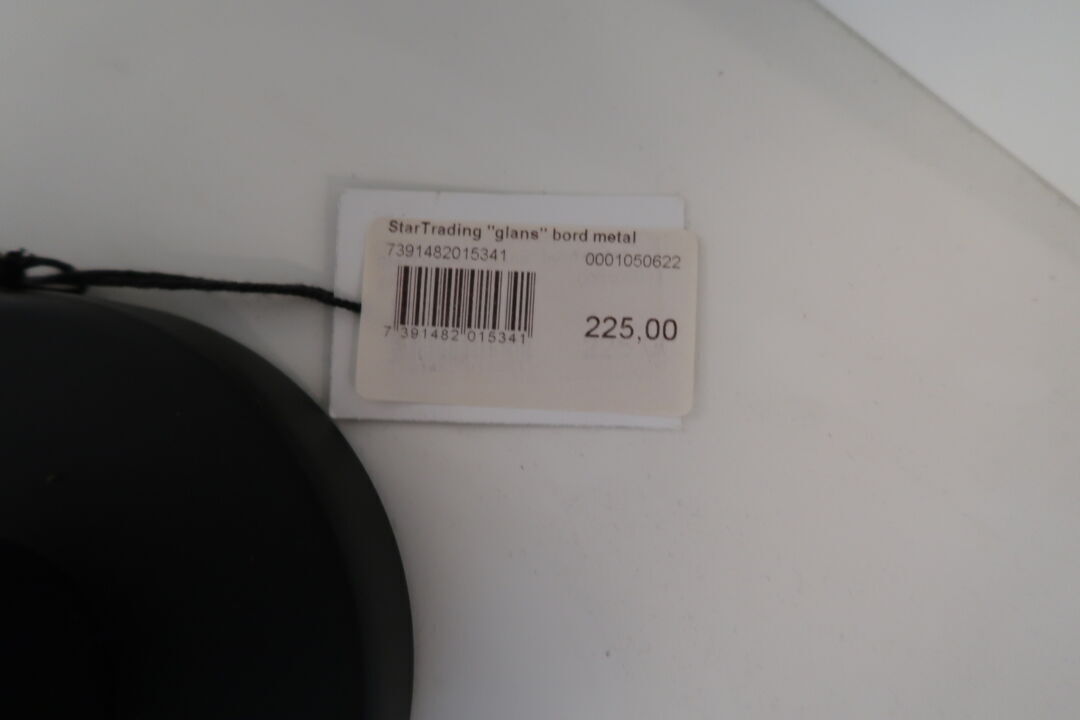 StarTrading "glans" bord metal
7391482015341 0001050622
7 391482 015341
225,00